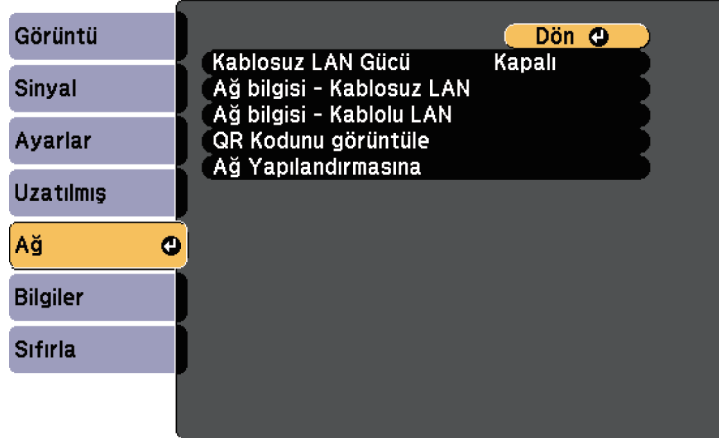 Görüntü
Sinyal
Ayarlar
Uzatılmış
Ağ
Bilgiler
Sıfırla
Dön
Kablosuz LAN Gücü Kapalı
Ağ bilgisi - Kablosuz LAN
Ağ bilgisi - Kablolu LAN
QR Kodunu görüntüle
Ağ Yapılandırmasına